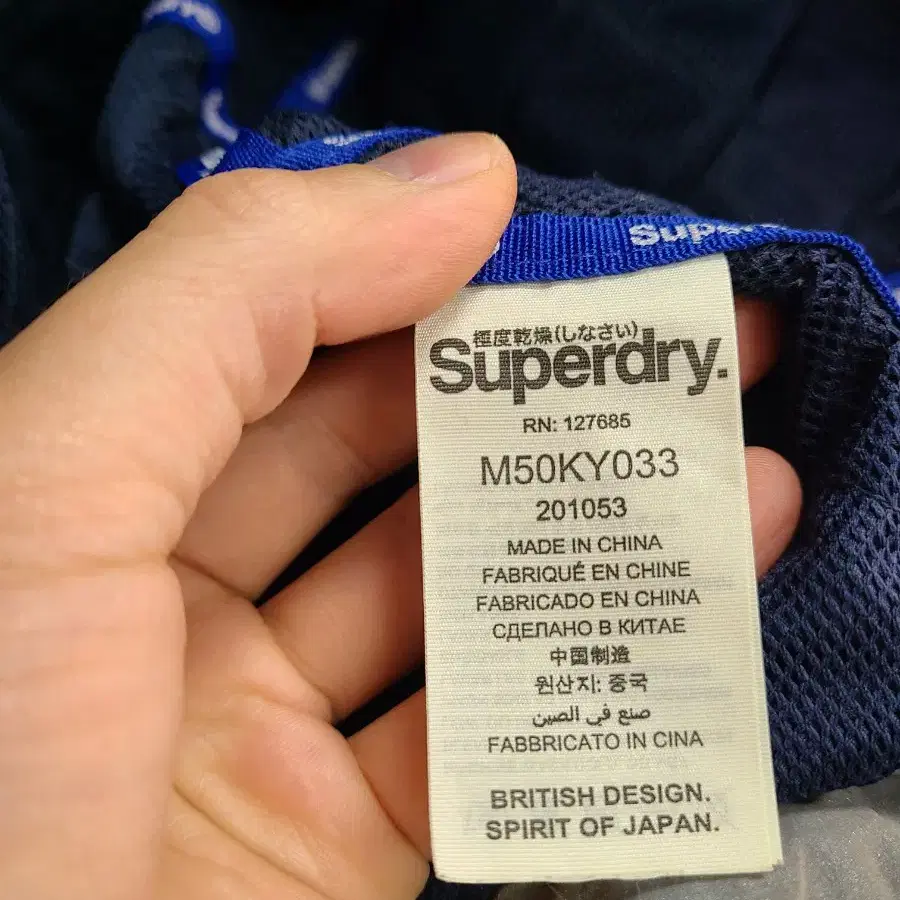 Superdry
極度乾燥(しなさい)
Superdry.
RN: 127685
M50KY033
201053
MADE IN CHINA
FABRIQUÉ EN CHINE
FABRICADO EN CHINA
СДЕЛАНО В КИТАЕ
中国制造
원산지: 중국
صنع في الصين
FABBRICATO IN CINA
BRITISH DESIGN.
SPIRIT OF JAPAN.